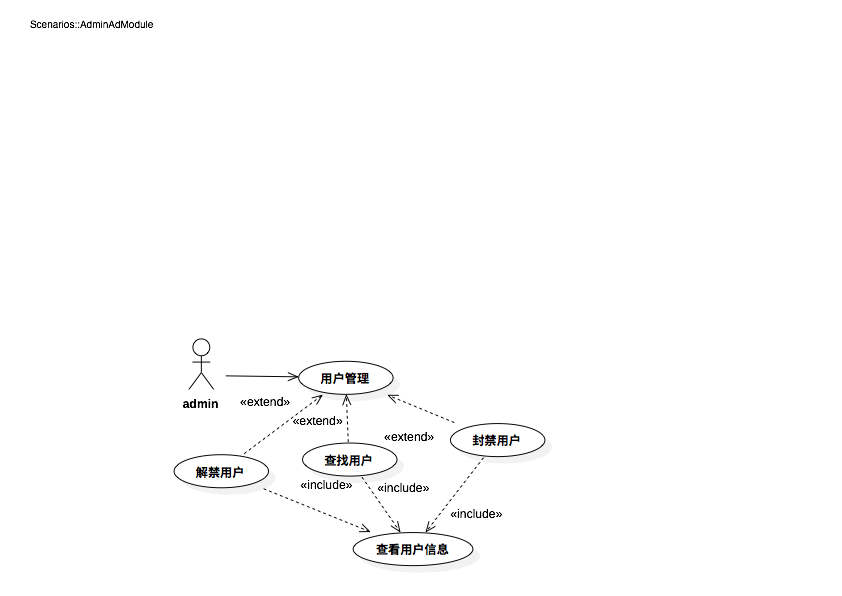 Scenarios::AdminAdModule
用户管理
admin
«extend»
«extend»
«extend»
封禁用户
查找用户
解禁用户
«include»
«include»
«include»
查看用户信息